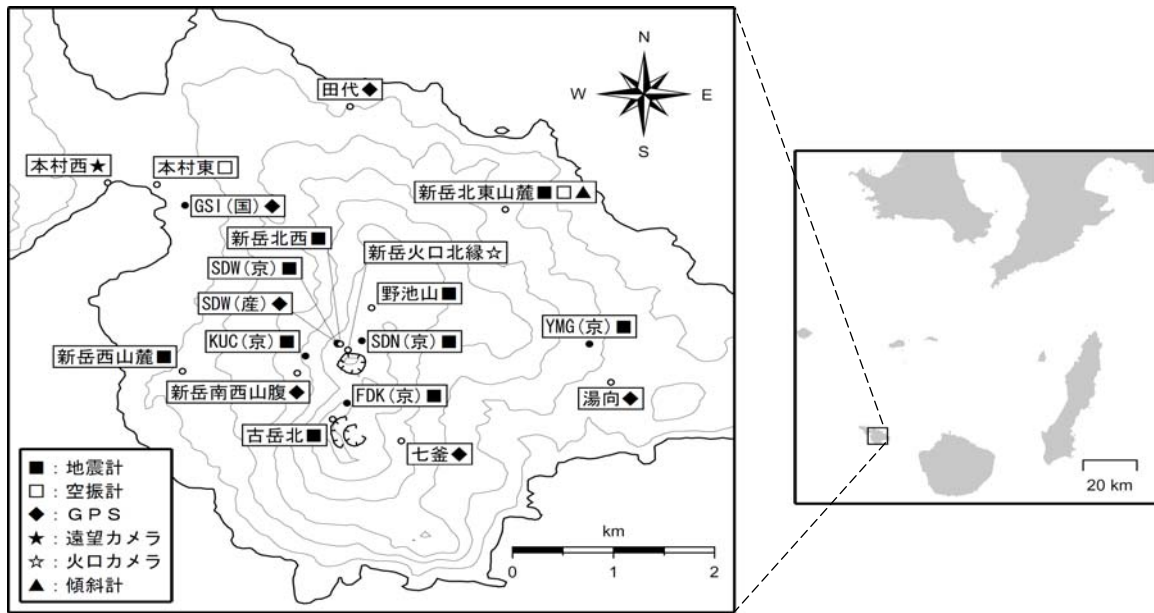 田代◆
N
W
E
S
本村西★
本村東□
新岳北東山麓■□▲
GSI(国)◆
新岳北西■
新岳火口北縁☆
SDW(京)■
SDW(産)◆
野池山■
KUC(京)■
SDN(京)■
YMG(京)■
新岳西山麓■
新岳南西山腹◆
FDK(京)■
湯向◆
古岳北■
七釜◆
■:地震計
□:空振計
◆:GPS
★:遠望カメラ
☆:火口カメラ
▲:傾斜計
km
0 1 2
20 km